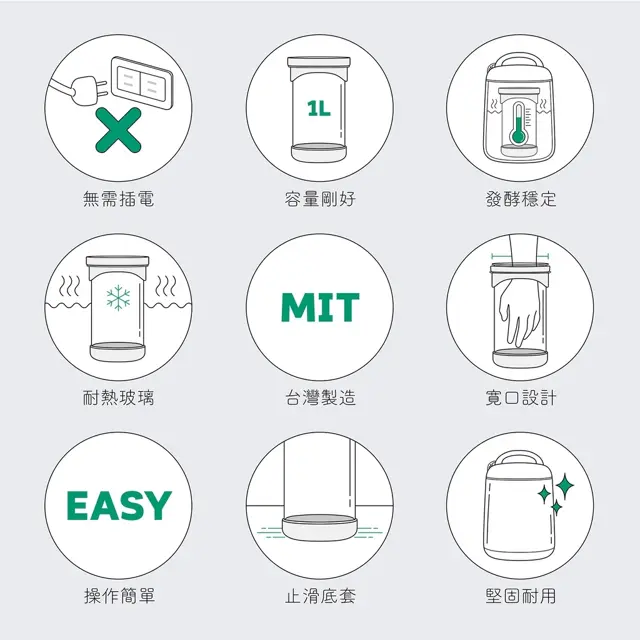 1L
無需插電
容量剛好
發酵穩定
MIT
耐熱玻璃
台灣製造
寬口設計
EASY
操作簡單
止滑底套
堅固耐用